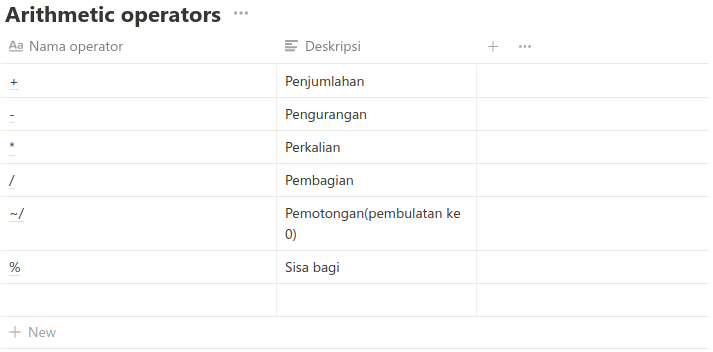 Arithmetic operators
Aa Nama operator Deskripsi
+ Penjumlahan
- Pengurangan
* Perkalian
/ Pembagian
~/ Pemotongan(pembulatan ke
0)
% Sisa bagi
+ New